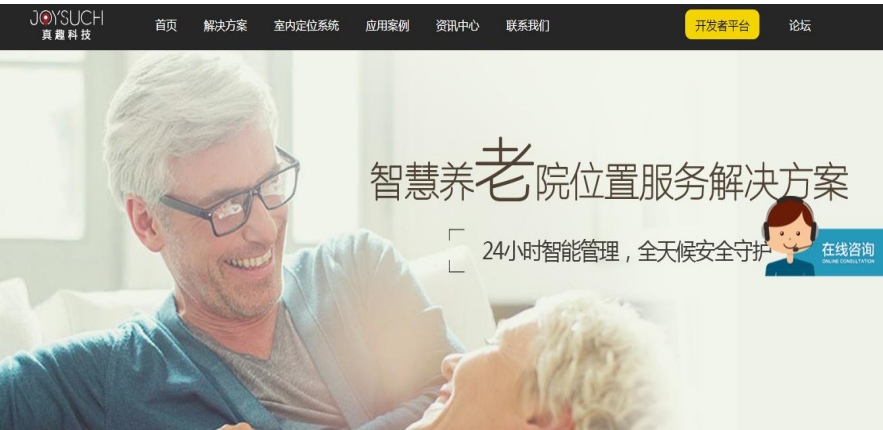 JOYSUCH
真趣科技
首页 解决方案 室内定位系统 应用案例 资讯中心 联系我们 开发者平台 论坛
智慧养老院位置服务解决方案
24小时智能管理，全天候安全守护
在线咨询
ONLINE CONSULTATION